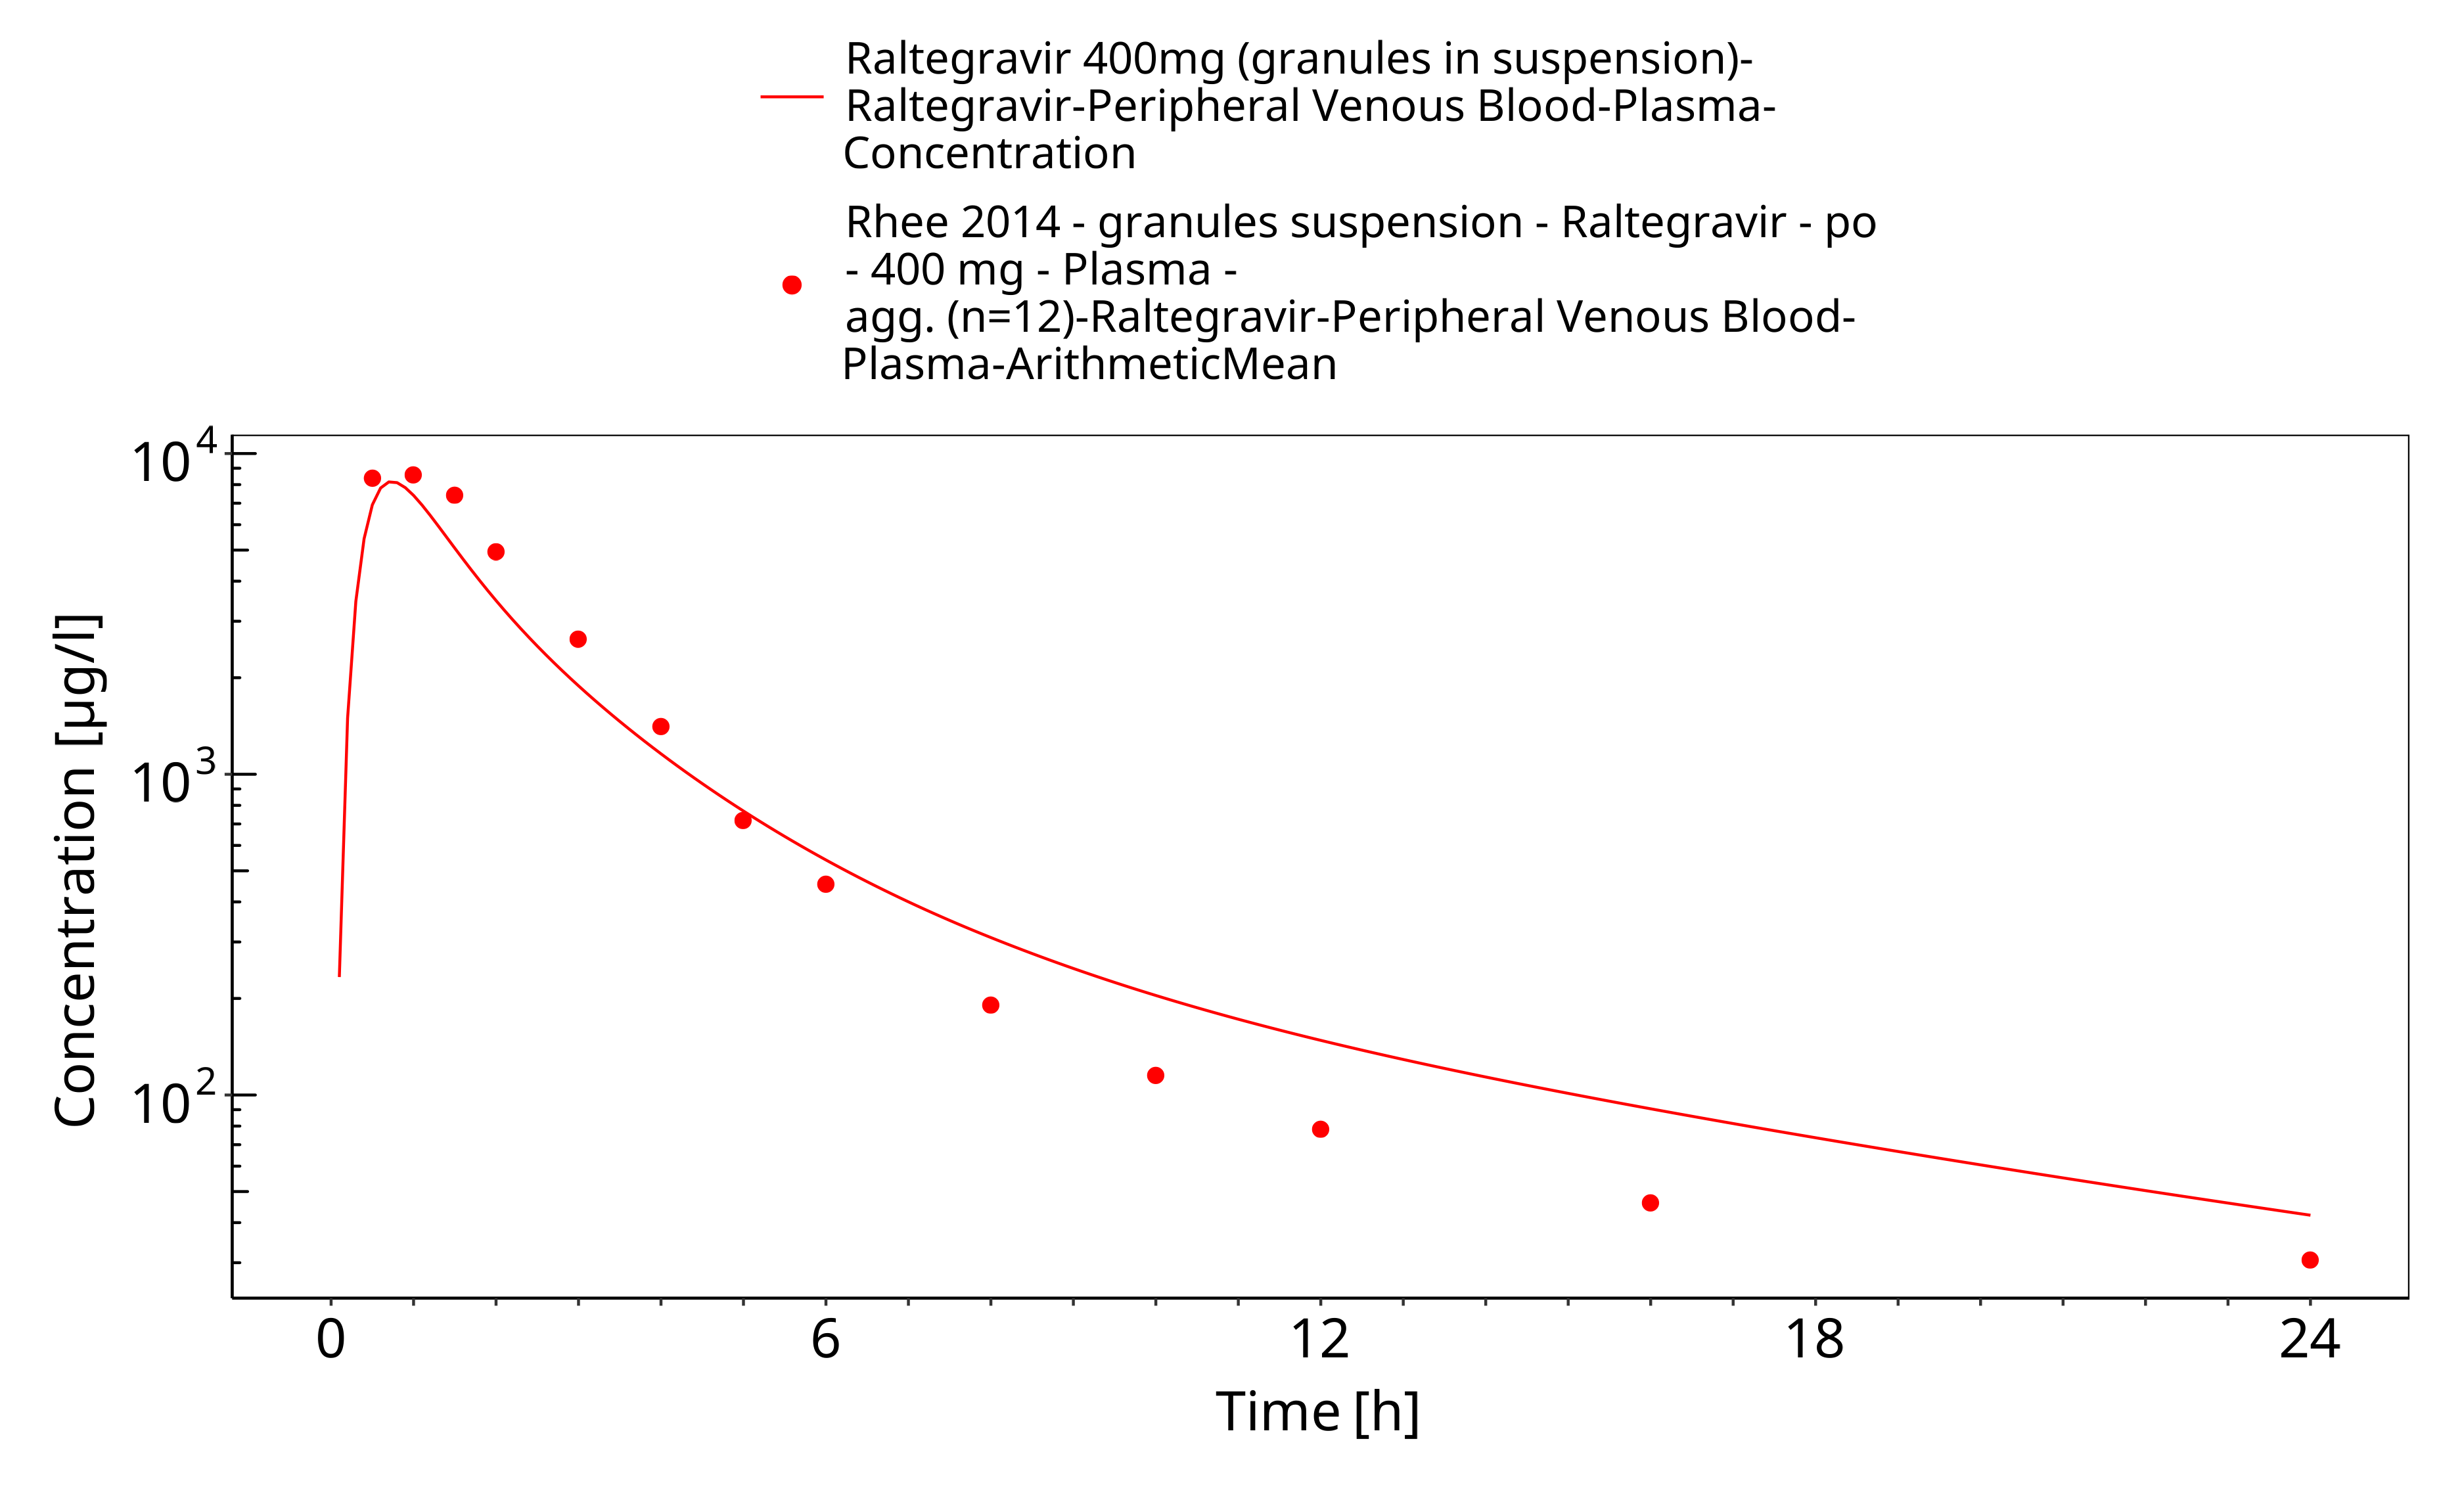 Raltegravir 400mg (granules in suspension)-
Raltegravir-Peripheral Venous Blood-Plasma-
Concentration
Rhee 2014 - granules suspension - Raltegravir - po
- 400 mg - Plasma -
agg. (n=12)-Raltegravir-Peripheral Venous Blood-
Plasma-ArithmeticMean
10^4
10^3
10^2
Concentration [µg/l]
0 6 12 18 24
Time [h]